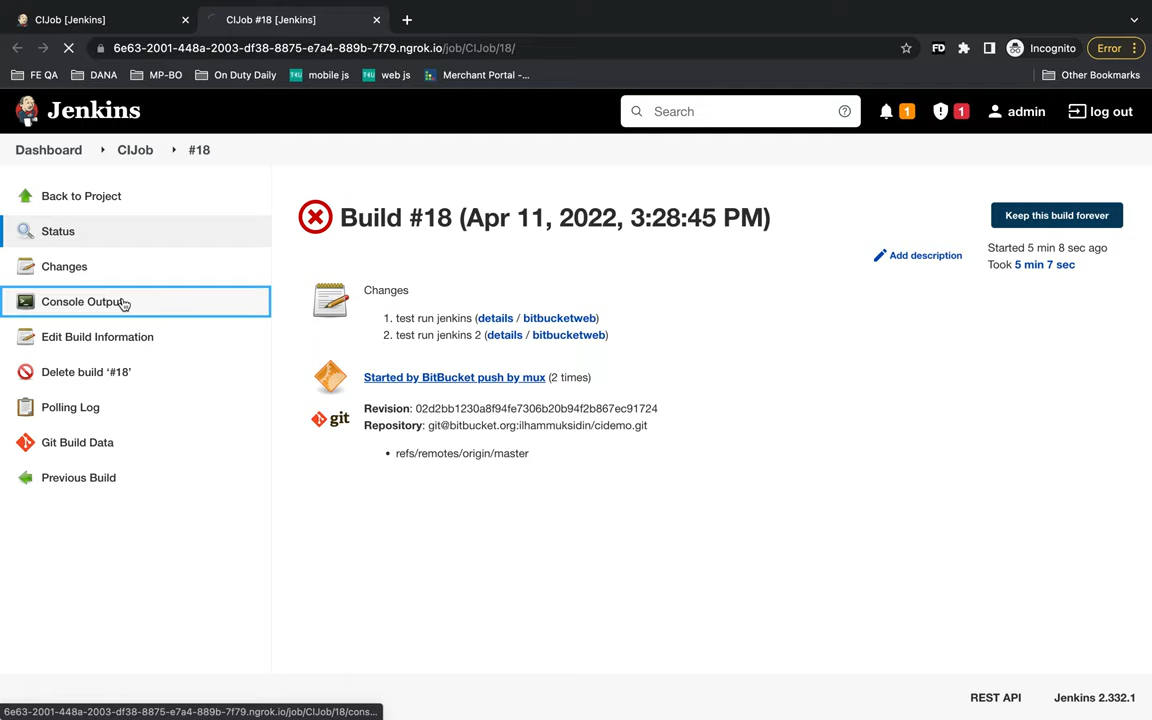 CIJob [Jenkins]
CIJob #18 [Jenkins]
6e63-2001-448a-2003-df38-8875-e7a4-889b-7f79.ngrok.io/job/CIJob/18/
FD
Incognito
Error
FE QA
DANA
MP-BO
On Duty Daily
T4U mobile js
T4U web js
Merchant Portal -...
Other Bookmarks
Jenkins
Search
1
1
admin
log out
Dashboard
CIJob
#18
Back to Project
Status
Changes
Console Output
Edit Build Information
Delete build ‘#18’
Polling Log
Git Build Data
Previous Build
Build #18 (Apr 11, 2022, 3:28:45 PM)
Keep this build forever
Started 5 min 8 sec ago
Took 5 min 7 sec
Add description
Changes
1. test run jenkins (details / bitbucketweb)
2. test run jenkins 2 (details / bitbucketweb)
Started by BitBucket push by mux (2 times)
git
Revision: 02d2bb1230a8f94fe7306b20b94f2b867ec91724
Repository: git@bitbucket.org:ilhammuksidin/cidemo.git
• refs/remotes/origin/master
REST API
Jenkins 2.332.1
6e63-2001-448a-2003-df38-8875-e7a4-889b-7f79.ngrok.io/job/CIJob/18/cons...